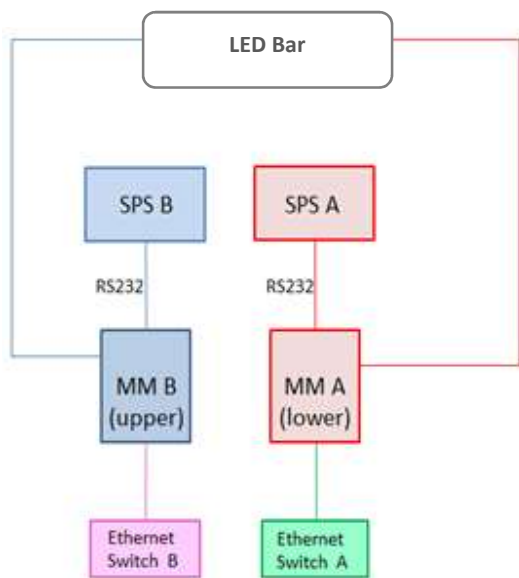 LED Bar
SPS B
SPS A
RS232
RS232
MM B
(upper)
MM A
(lower)
Ethernet
Switch B
Ethernet
Switch A